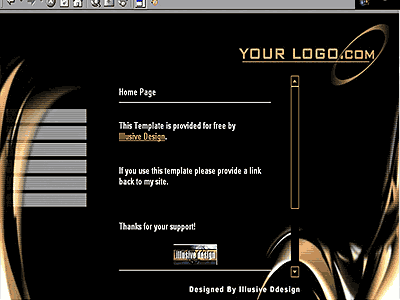 YOUR LOGO.COM
Home Page
This Template is provided for free by
Illusive Design.
If you use this template please provide a link
back to my site.
Thanks for your support!
Illusive Design
Designed By Illusive Ddesign